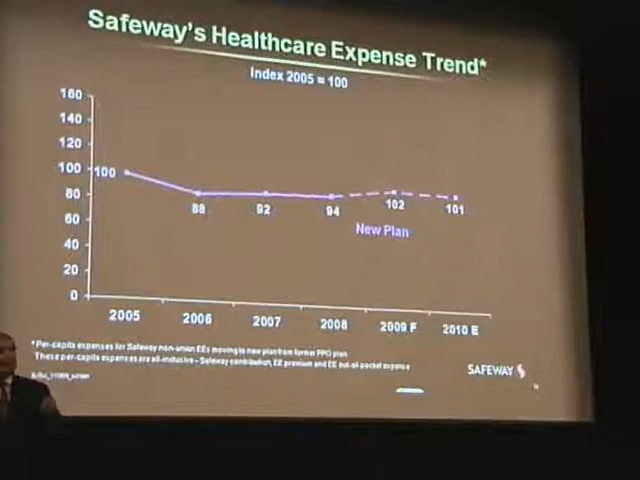 Safeway's Healthcare Expense Trend*
Index 2005 = 100
160
140
120
100
80
60
40
20
0
100
88
92
94
102
101
New Plan
2005
2006
2007
2008
2009 F
2010 E
*Per-capita expenses for Safeway non-union EEs moving to new plan from former PPO plan
These per-capita expenses are all-inclusive – Safeway contribution, EE premium and EE out-of-pocket expense
SAFEWAY